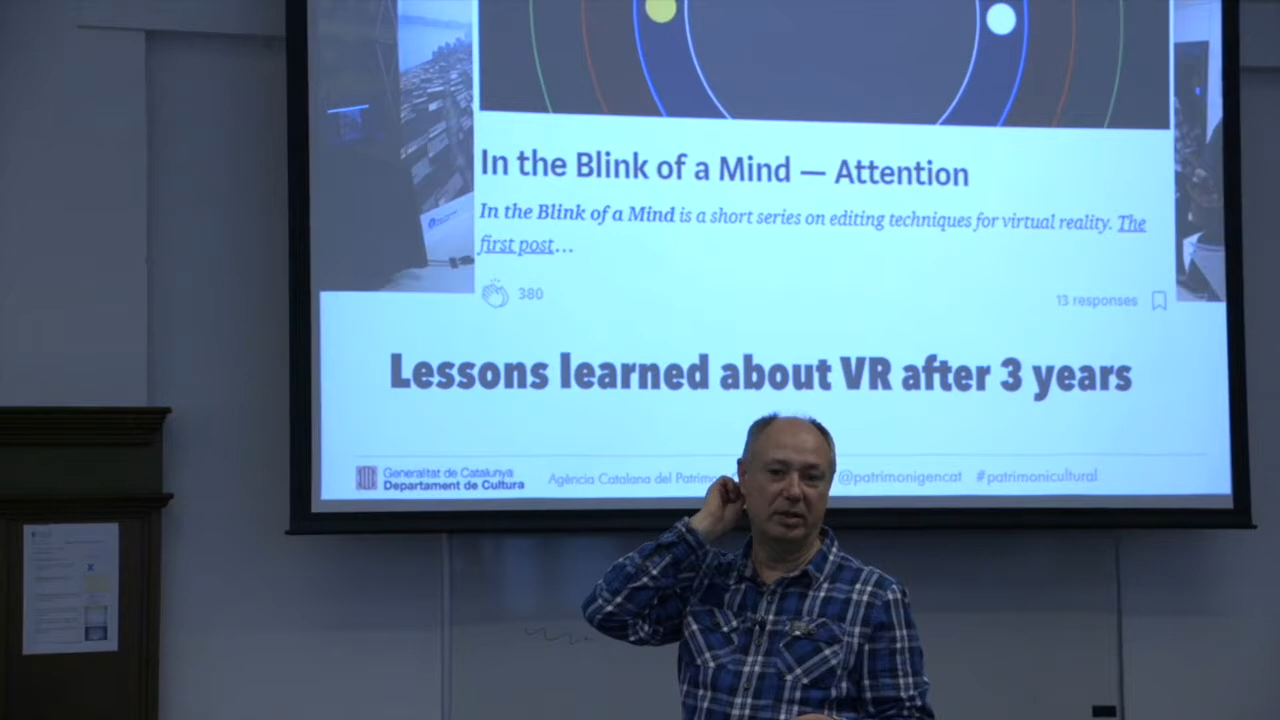 In the Blink of a Mind — Attention
In the Blink of a Mind is a short series on editing techniques for virtual reality. The
first post...
380
13 responses
Lessons learned about VR after 3 years
Generalitat de Catalunya
Departament de Cultura
Agència Catalana del Patrimo
@patrimonigencat #patrimonicultural
X